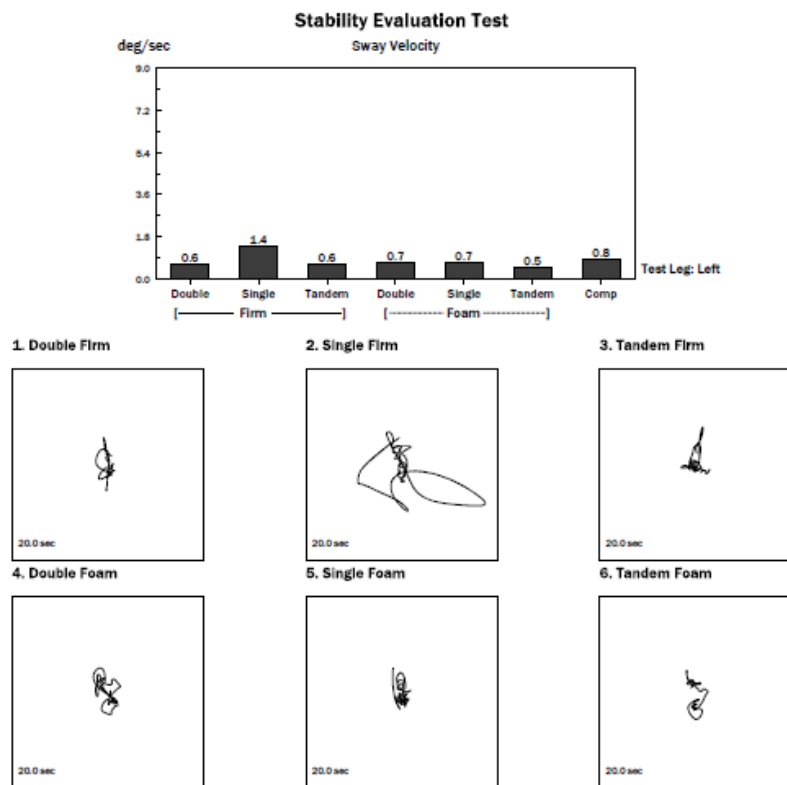 Stability Evaluation Test
deg/sec Sway Velocity
9.0
7.2
5.4
3.6
1.8
0.0
0.6 1.4 0.6 0.7 0.7 0.5 0.8
Test Leg: Left
Double Single Tandem Double Single Tandem Comp
[ Firm ] [ Foam ]
1. Double Firm 2. Single Firm 3. Tandem Firm
20.0 sec 20.0 sec 20.0 sec
4. Double Foam 5. Single Foam 6. Tandem Foam
20.0 sec 20.0 sec 20.0 sec